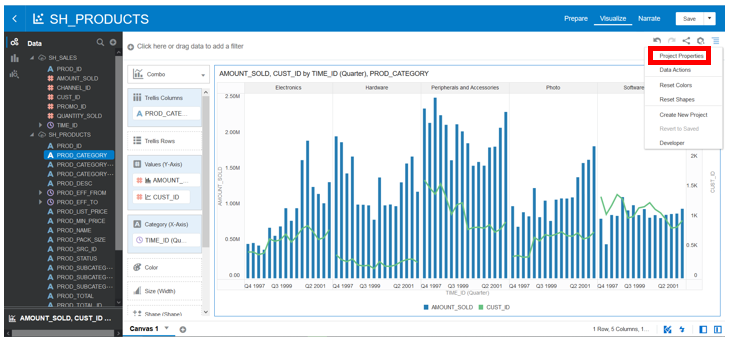 SH_PRODUCTS
Prepare Visualize Narrate Save
Data
SH_SALES
PROD_ID
AMOUNT_SOLD
CHANNEL_ID
CUST_ID
PROMO_ID
QUANTITY_SOLD
TIME_ID
SH_PRODUCTS
PROD_ID
PROD_CATEGORY
PROD_CATEGORY...
PROD_CATEGORY...
PROD_DESC
PROD_EFF_FROM
PROD_EFF_TO
PROD_LIST_PRICE
PROD_MIN_PRICE
PROD_NAME
PROD_PACK_SIZE
PROD_SRC_ID
PROD_STATUS
PROD_SUBCATEG...
PROD_SUBCATEG...
PROD_SUBCATEG...
PROD_TOTAL
PROD_TOTAL_ID
AMOUNT_SOLD, CUST_ID ...
Click here or drag data to add a filter
Combo
Trellis Columns
PROD_CATE...
Trellis Rows
Values (Y-Axis)
AMOUNT_...
CUST_ID
Category (X-Axis)
TIME_ID (Qu...
Color
Size (Width)
Shape (Shape)
AMOUNT_SOLD, CUST_ID by TIME_ID (Quarter), PROD_CATEGORY
Electronics Hardware Peripherals and Accessories Photo Software
2.50M
2.00M
1.50M
1.00M
0.50M
0.00
AMOUNT_SOLD
2K
1.5K
1.0K
0.5K
0
CUST_ID
Q4 1997 Q3 1999 Q2 2001 Q4 1997 Q3 1999 Q2 2001 Q4 1997 Q3 1999 Q2 2001 Q4 1997 Q3 1999 Q2 2001 Q4 1997 Q3 1999 Q2 2001
TIME_ID (Quarter)
AMOUNT_SOLD CUST_ID
Project Properties
Data Actions
Reset Colors
Reset Shapes
Create New Project
Revert to Saved
Developer
Canvas 1
1 Row, 5 Columns, 1...